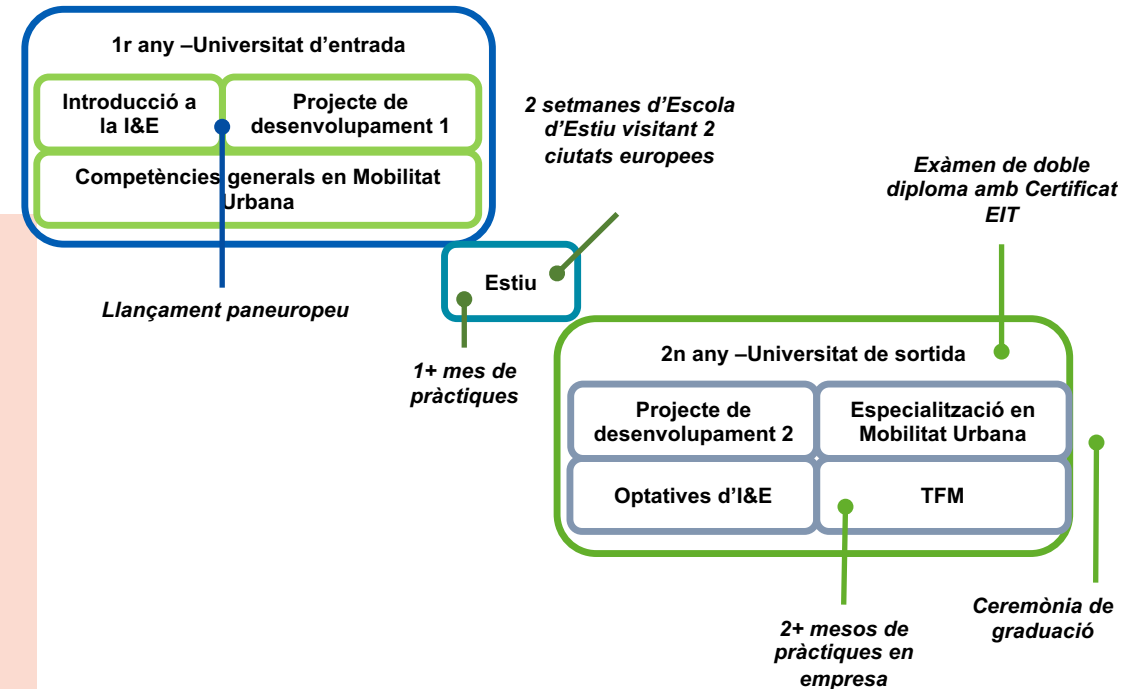 1r any –Universitat d'entrada
Introducció a
la I&E
Projecte de
desenvolupament 1
Competències generals en Mobilitat
Urbana
Llançament paneuropeu
2 setmanes d'Escola
d'Estiu visitant 2
ciutats europees
Estiu
1+ mes de
pràctiques
Exàmen de doble
diploma amb Certificat
EIT
2n any –Universitat de sortida
Projecte de
desenvolupament 2
Especialització en
Mobilitat Urbana
Optatives d'I&E
TFM
2+ mesos de
pràctiques en
empresa
Ceremònia de
graduació